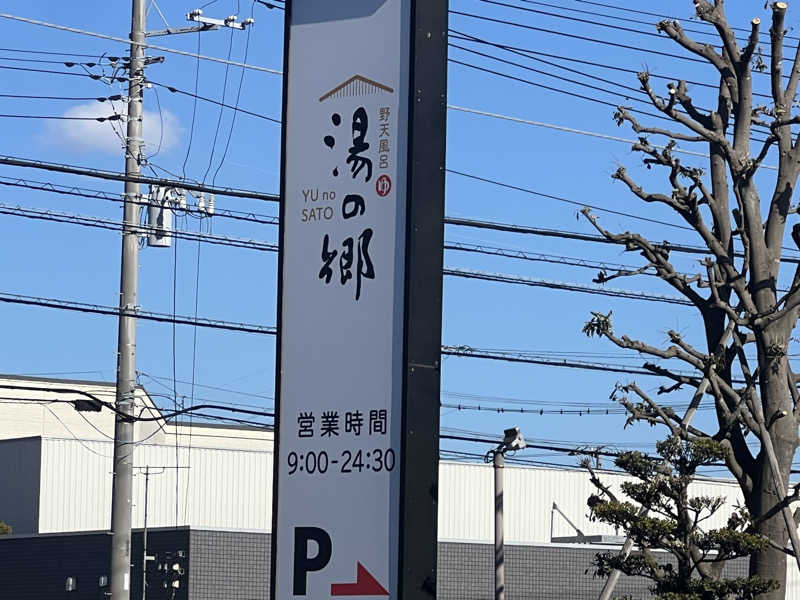 野天風呂
湯の郷
ゆ
YU no
SATO
営業時間
9:00-24:30
P